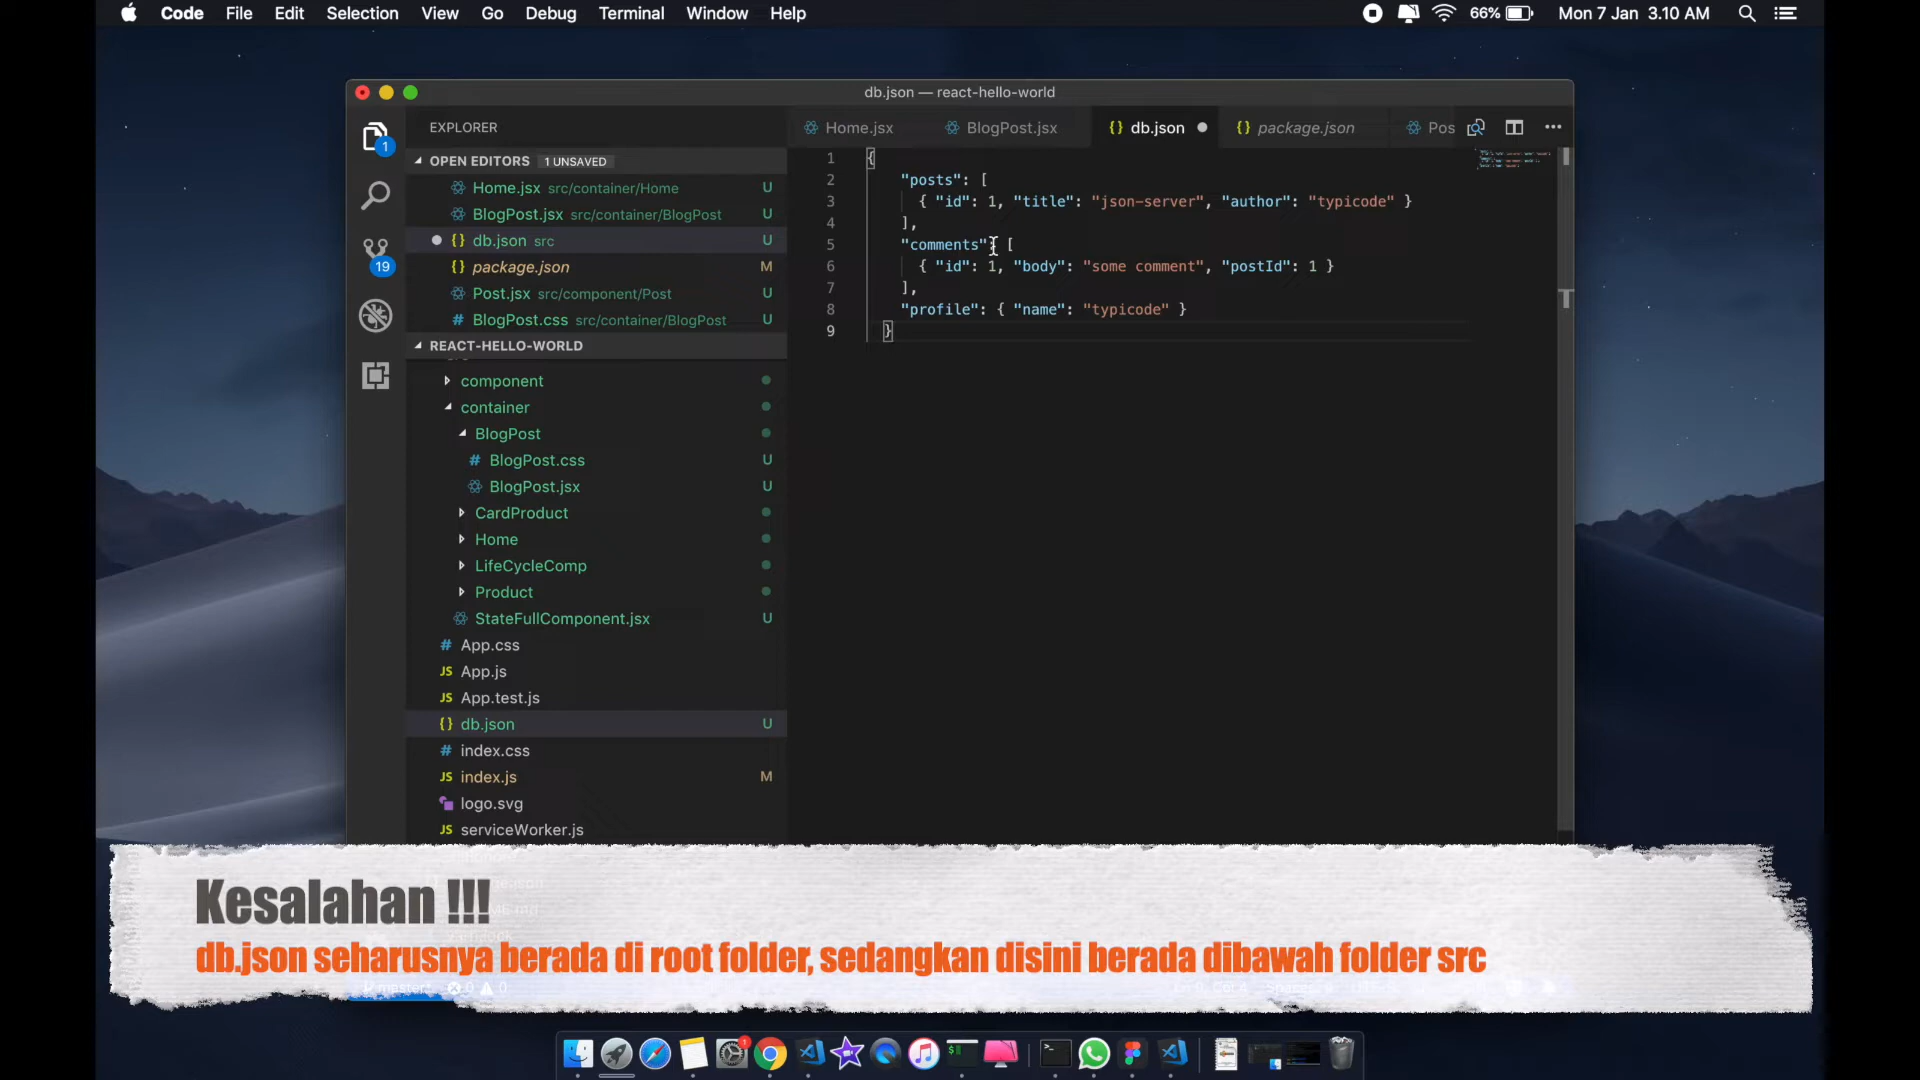 Code File Edit Selection View Go Debug Terminal Window Help
66% Mon 7 Jan 3.10 AM
db.json — react-hello-world
EXPLORER
OPEN EDITORS 1 UNSAVED
Home.jsx src/container/Home U
BlogPost.jsx src/container/BlogPost U
db.json src U
package.json M
Post.jsx src/component/Post U
BlogPost.css src/container/BlogPost U
REACT-HELLO-WORLD
component
container
BlogPost
BlogPost.css U
BlogPost.jsx U
CardProduct
Home
LifeCycleComp
Product
StateFullComponent.jsx U
App.css
App.js
App.test.js
db.json U
index.css
index.js M
logo.svg
serviceWorker.js
1
19
Home.jsx BlogPost.jsx db.json package.json Pos
1 {
2 "posts": [
3 { "id": 1, "title": "json-server", "author": "typicode" }
4 ],
5 "comments": [
6 { "id": 1, "body": "some comment", "postId": 1 }
7 ],
8 "profile": { "name": "typicode" }
9 }
Kesalahan !!!
db.json seharusnya berada di root folder, sedangkan disini berada dibawah folder src